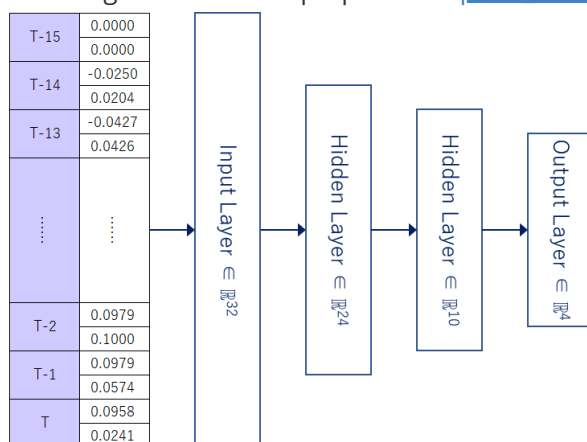 T-15
0.0000
0.0000
T-14
-0.0250
0.0204
T-13
-0.0427
0.0426
......
......
T-2
0.0979
0.1000
T-1
0.0979
0.0574
T
0.0958
0.0241
Input Layer ∈ ℝ³²
Hidden Layer ∈ ℝ²⁴
Hidden Layer ∈ ℝ¹⁰
Output Layer ∈ ℝ⁴